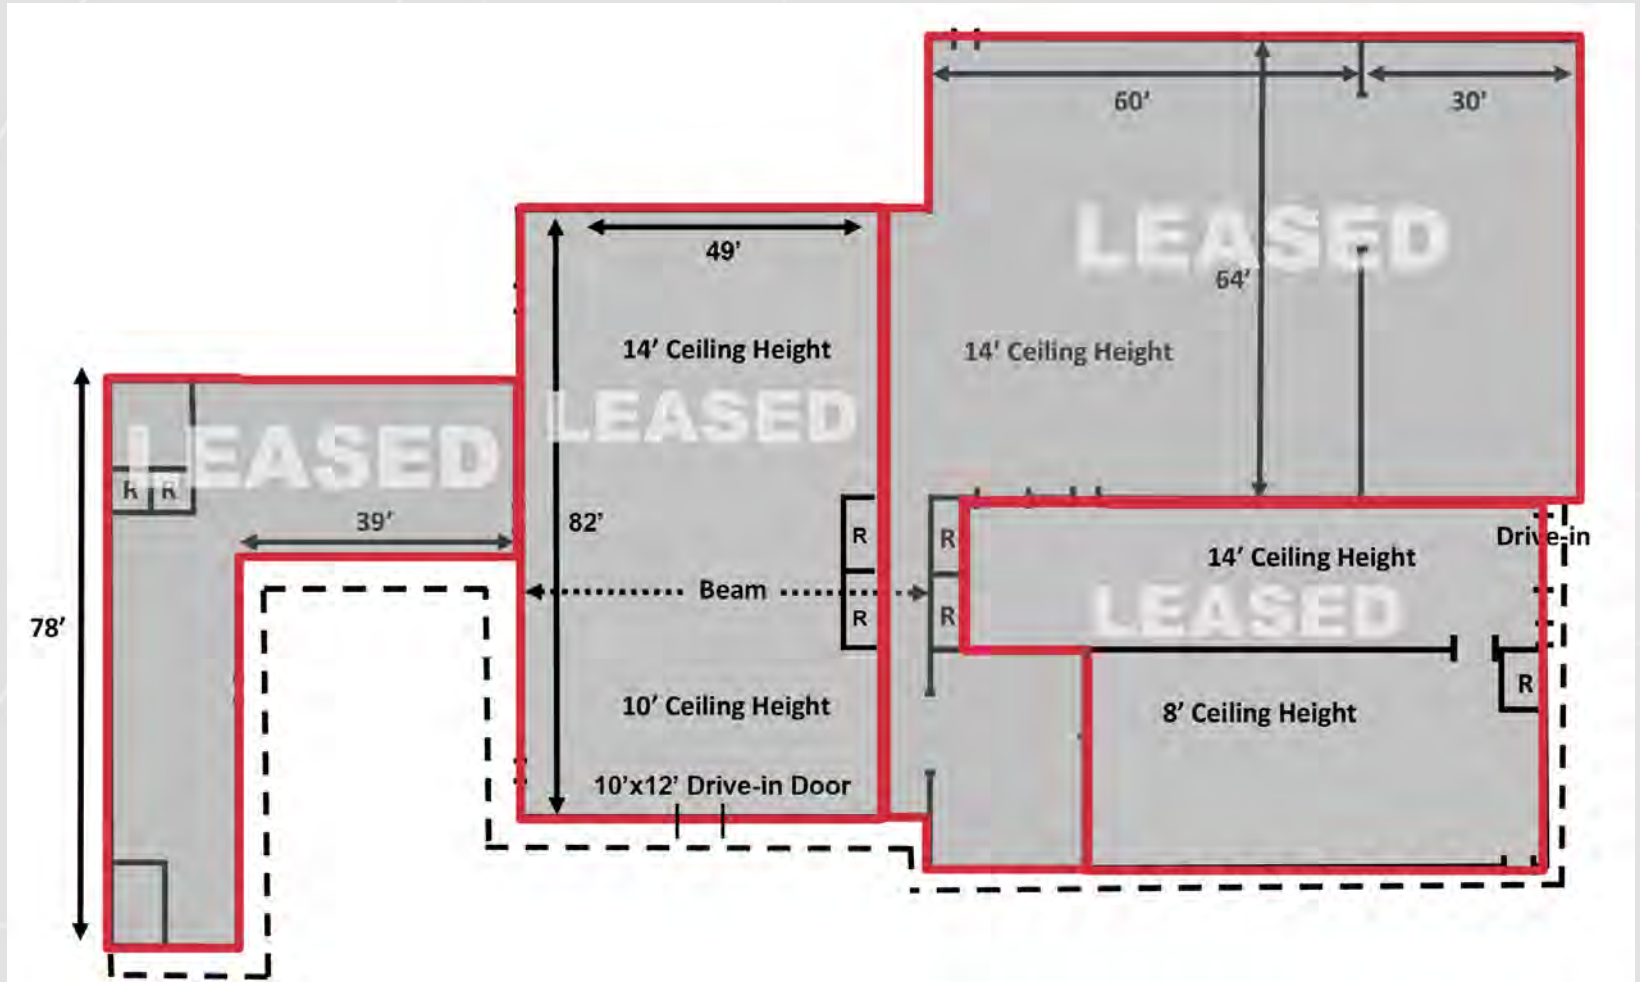 60’
30’
LEASED
49’
64’
14’ Ceiling Height
14’ Ceiling Height
LEASED
LEASED
R R
39’
82’
R
R
Drive-in
14’ Ceiling Height
78’
Beam
R
R
LEASED
10’ Ceiling Height
8’ Ceiling Height
R
10’x12’ Drive-in Door